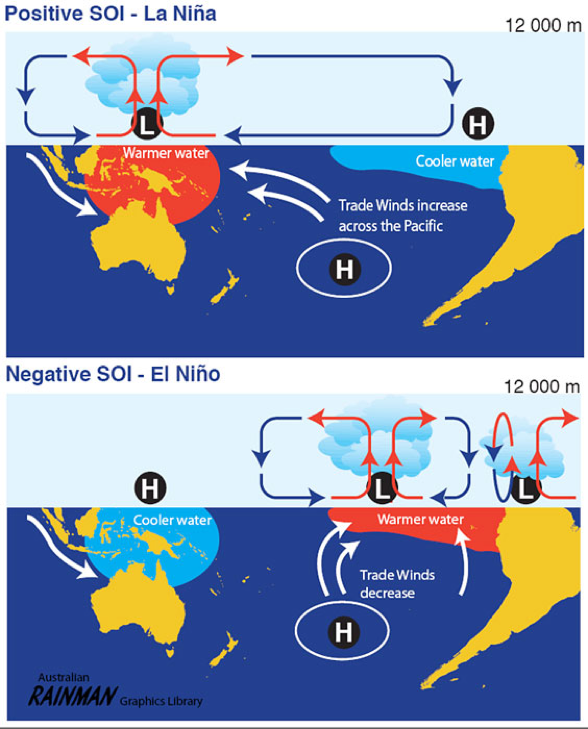 Positive SOI - La Niña
12 000 m
L
H
Warmer water
Cooler water
Trade Winds increase
across the Pacific
H
Negative SOI - El Niño
12 000 m
H
L
L
Cooler water
Warmer water
Trade Winds
decrease
H
Australian
RAINMAN Graphics Library